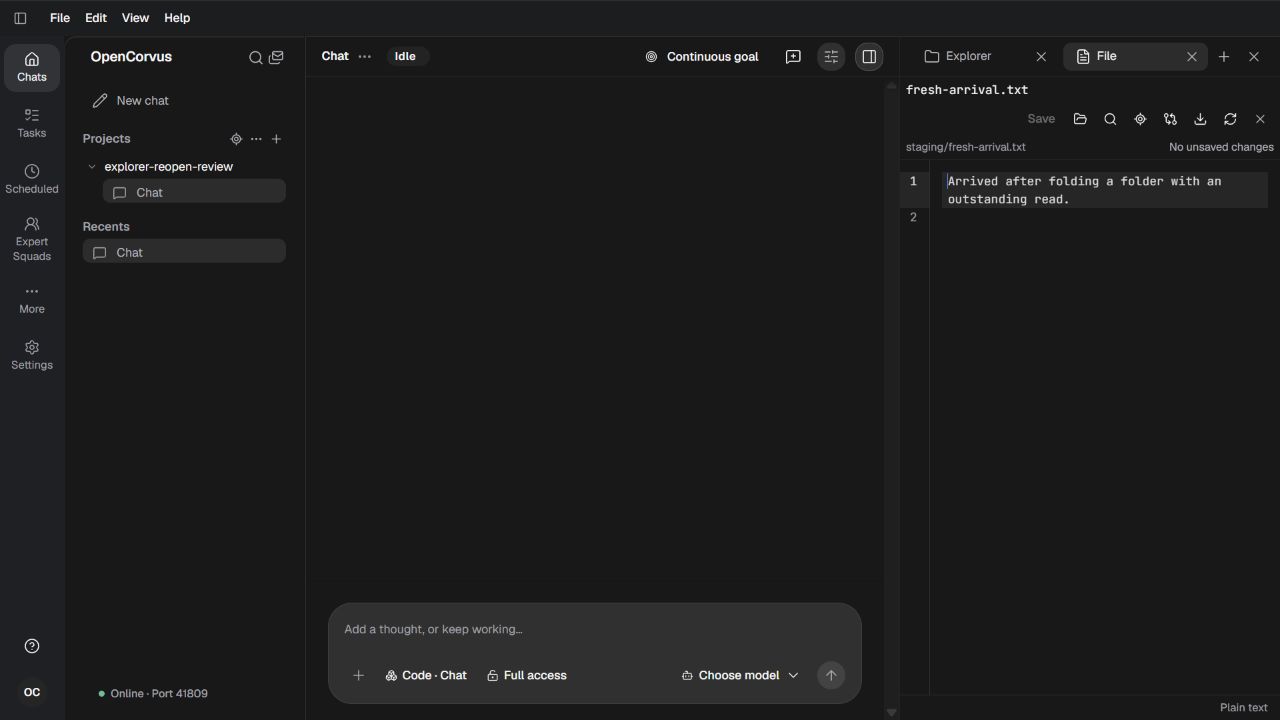 File Edit View Help
Chats
Tasks
Scheduled
Expert
Squads
More
Settings
OC
OpenCorvus
New chat
Projects
explorer-reopen-review
Chat
Recents
Chat
Online · Port 41809
Chat ··· Idle Continuous goal
Add a thought, or keep working...
Code · Chat Full access Choose model
Explorer File
fresh-arrival.txt
Save
staging/fresh-arrival.txt No unsaved changes
1 Arrived after folding a folder with an
outstanding read.
2
Plain text